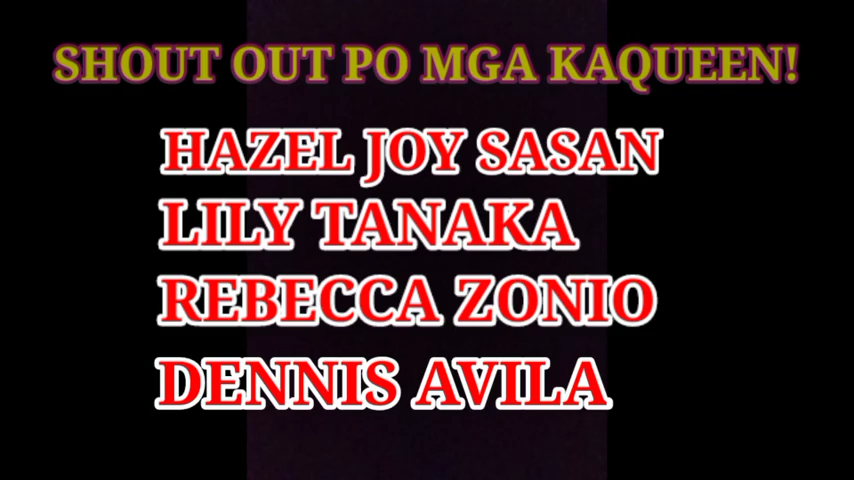 SHOUT OUT PO MGA KAQUEEN!
HAZEL JOY SASAN
LILY TANAKA
REBECCA ZONIO
DENNIS AVILA